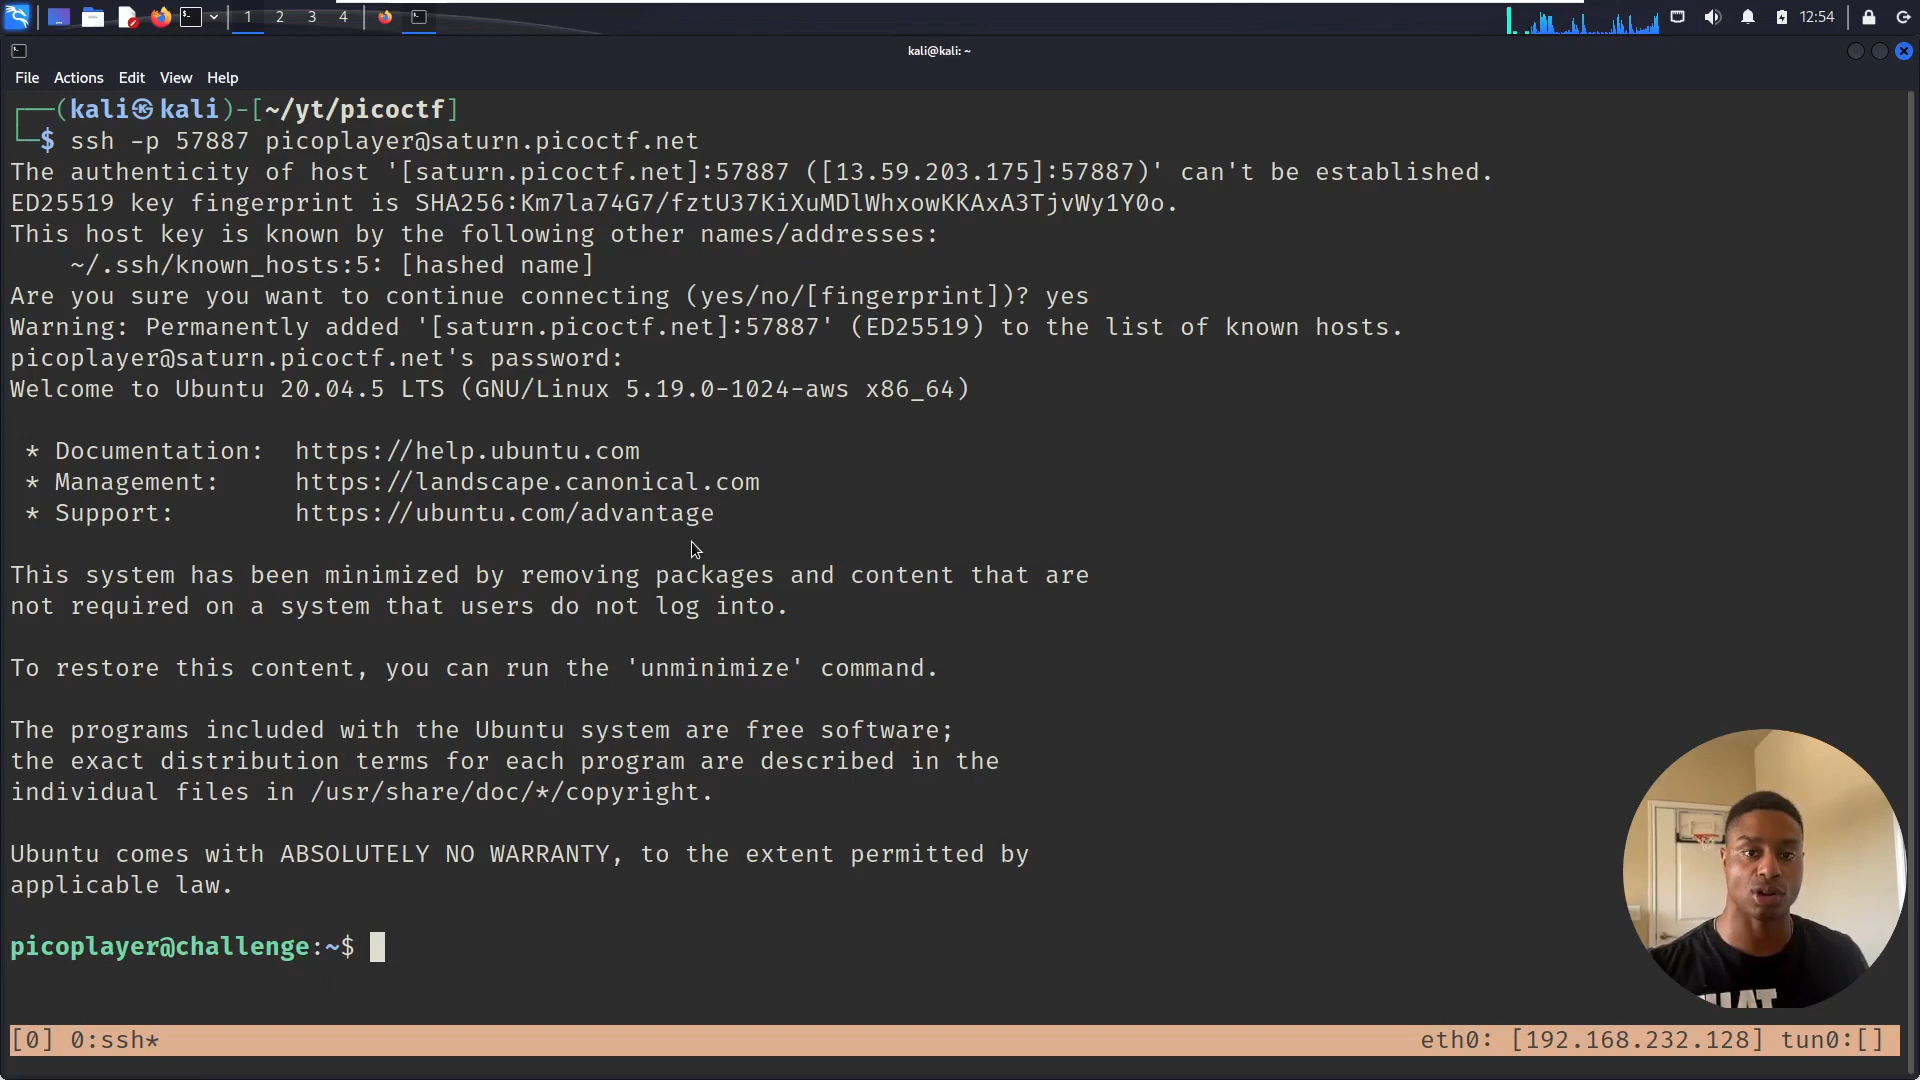 1 2 3 4 12:54
kali@kali: ~
File Actions Edit View Help
┌──(kali㉿kali)-[~/yt/picoctf]
└─$ ssh -p 57887 picoplayer@saturn.picoctf.net
The authenticity of host '[saturn.picoctf.net]:57887 ([13.59.203.175]:57887)' can't be established.
ED25519 key fingerprint is SHA256:Km7la74G7/fztU37KiXuMDlWhxowKKAxA3TjvWy1Y0o.
This host key is known by the following other names/addresses:
    ~/.ssh/known_hosts:5: [hashed name]
Are you sure you want to continue connecting (yes/no/[fingerprint])? yes
Warning: Permanently added '[saturn.picoctf.net]:57887' (ED25519) to the list of known hosts.
picoplayer@saturn.picoctf.net's password:
Welcome to Ubuntu 20.04.5 LTS (GNU/Linux 5.19.0-1024-aws x86_64)
 * Documentation:  https://help.ubuntu.com
 * Management:     https://landscape.canonical.com
 * Support:        https://ubuntu.com/advantage
This system has been minimized by removing packages and content that are
not required on a system that users do not log into.
To restore this content, you can run the 'unminimize' command.
The programs included with the Ubuntu system are free software;
the exact distribution terms for each program are described in the
individual files in /usr/share/doc/*/copyright.
Ubuntu comes with ABSOLUTELY NO WARRANTY, to the extent permitted by
applicable law.
picoplayer@challenge:~$
[0] 0:ssh* eth0: [192.168.232.128] tun0:[]